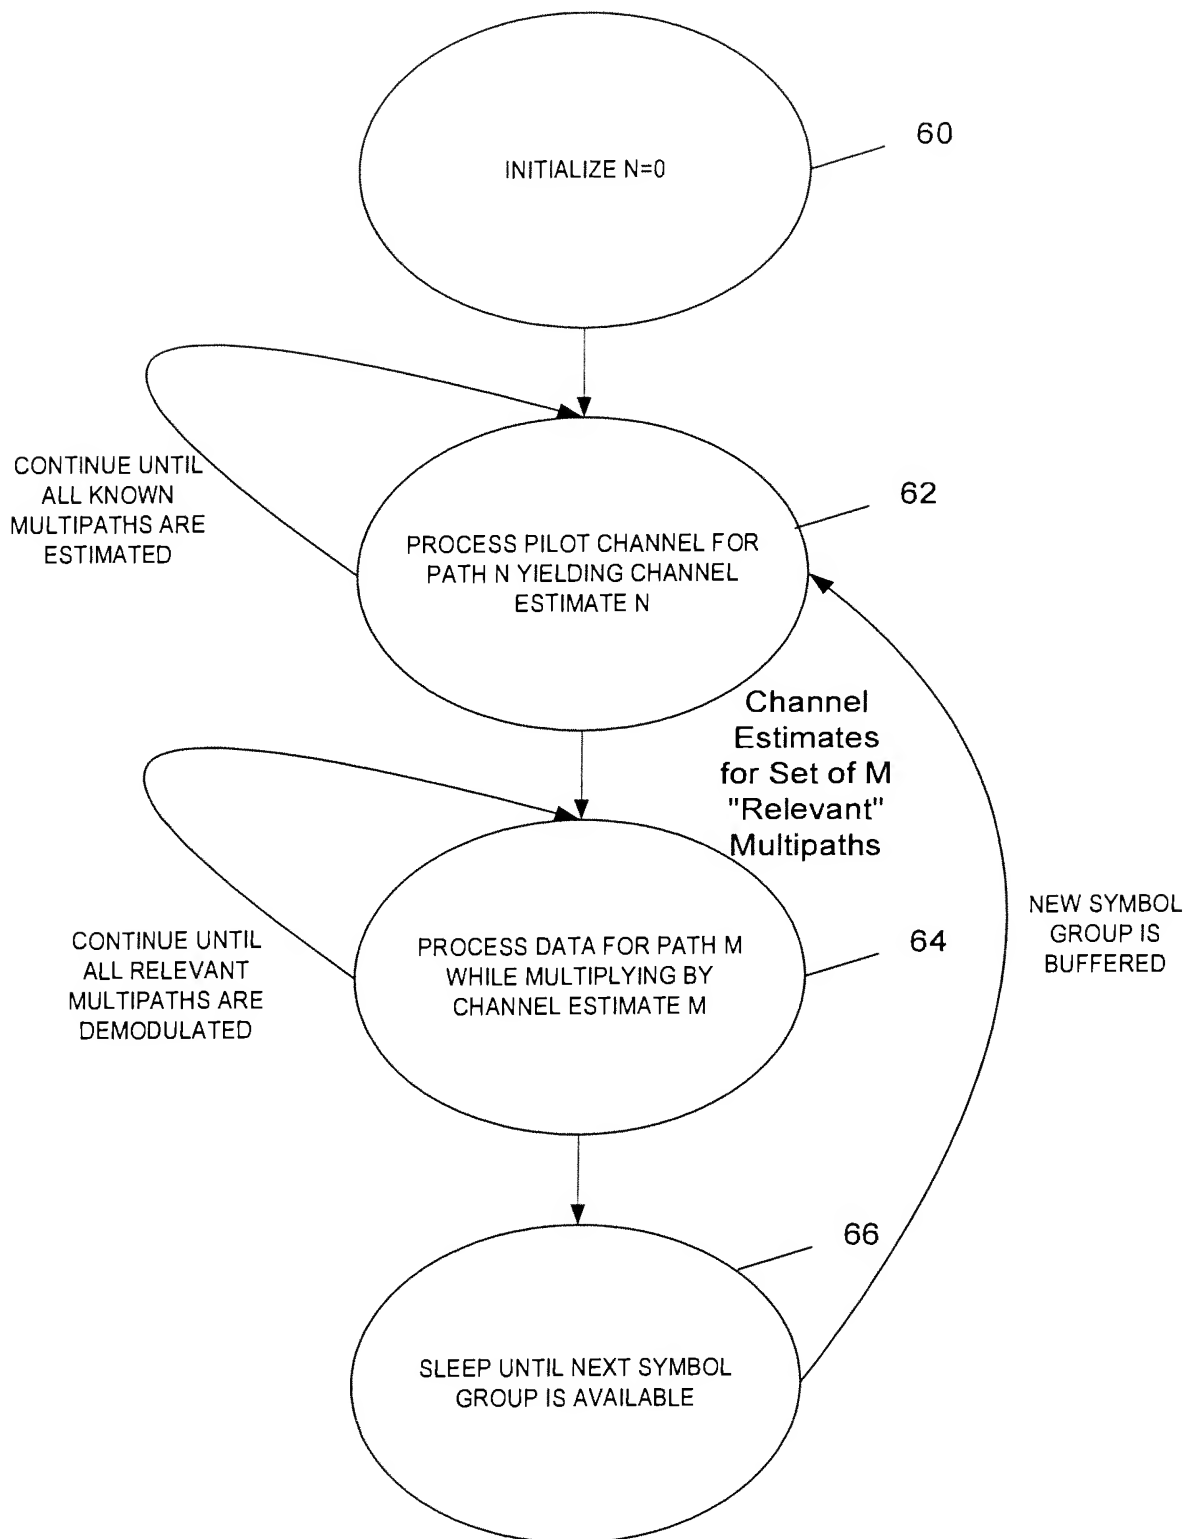 60
INITIALIZE N=0
CONTINUE UNTIL
ALL KNOWN
MULTIPATHS ARE
ESTIMATED
62
PROCESS PILOT CHANNEL FOR
PATH N YIELDING CHANNEL
ESTIMATE N
Channel
Estimates
for Set of M
"Relevant"
Multipaths
NEW SYMBOL
GROUP IS
BUFFERED
CONTINUE UNTIL
ALL RELEVANT
MULTIPATHS ARE
DEMODULATED
64
PROCESS DATA FOR PATH M
WHILE MULTIPLYING BY
CHANNEL ESTIMATE M
66
SLEEP UNTIL NEXT SYMBOL
GROUP IS AVAILABLE